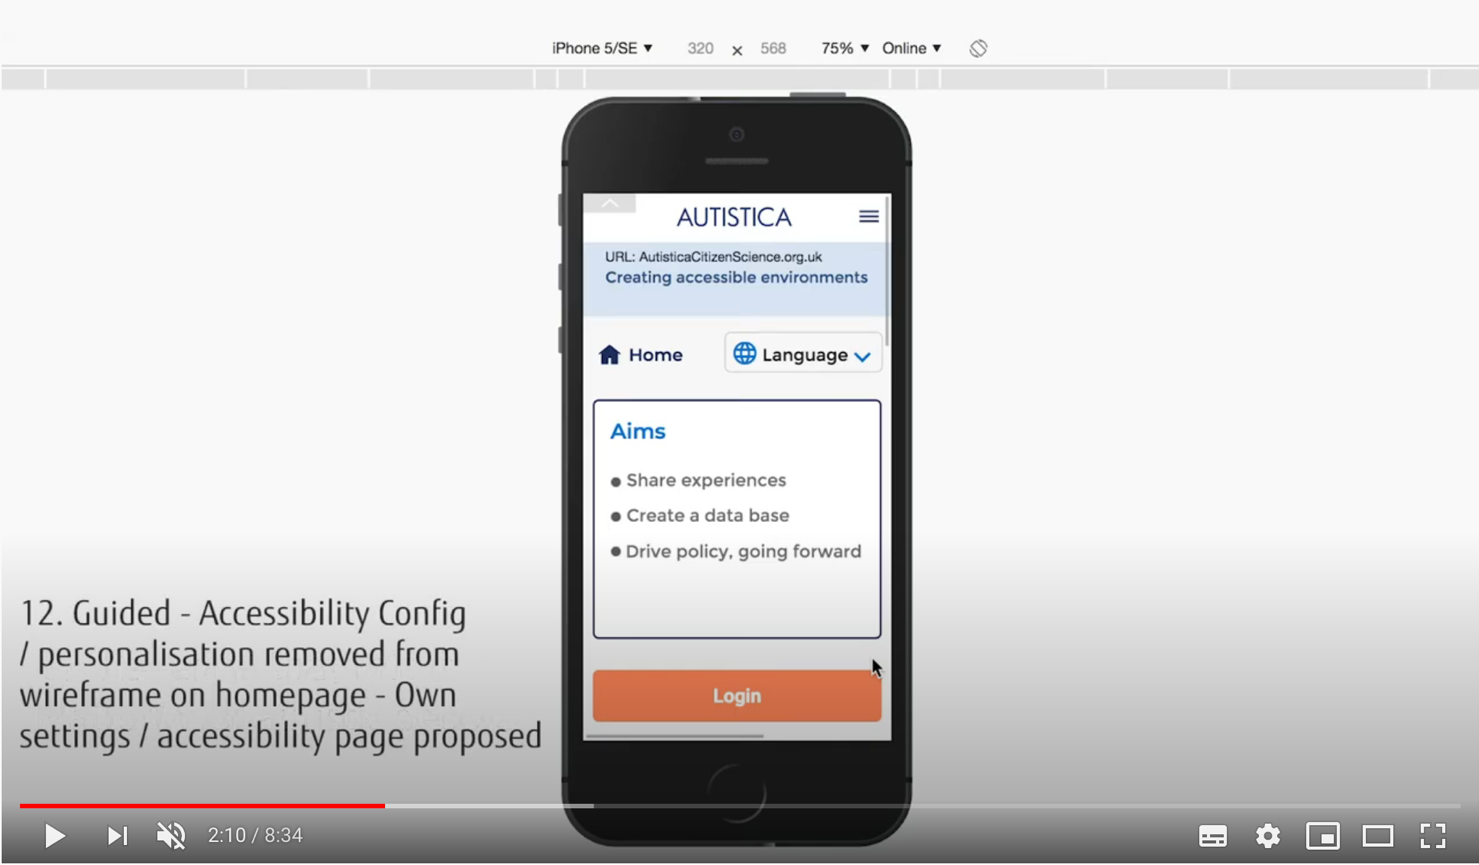 iPhone 5/SE ▼ 320 × 568 75% ▼ Online ▼
AUTISTICA
URL: AutisticaCitizenScience.org.uk
Creating accessible environments
Home
Language
Aims
● Share experiences
● Create a data base
● Drive policy, going forward
Login
12. Guided - Accessibility Config
/ personalisation removed from
wireframe on homepage - Own
settings / accessibility page proposed
2:10 / 8:34